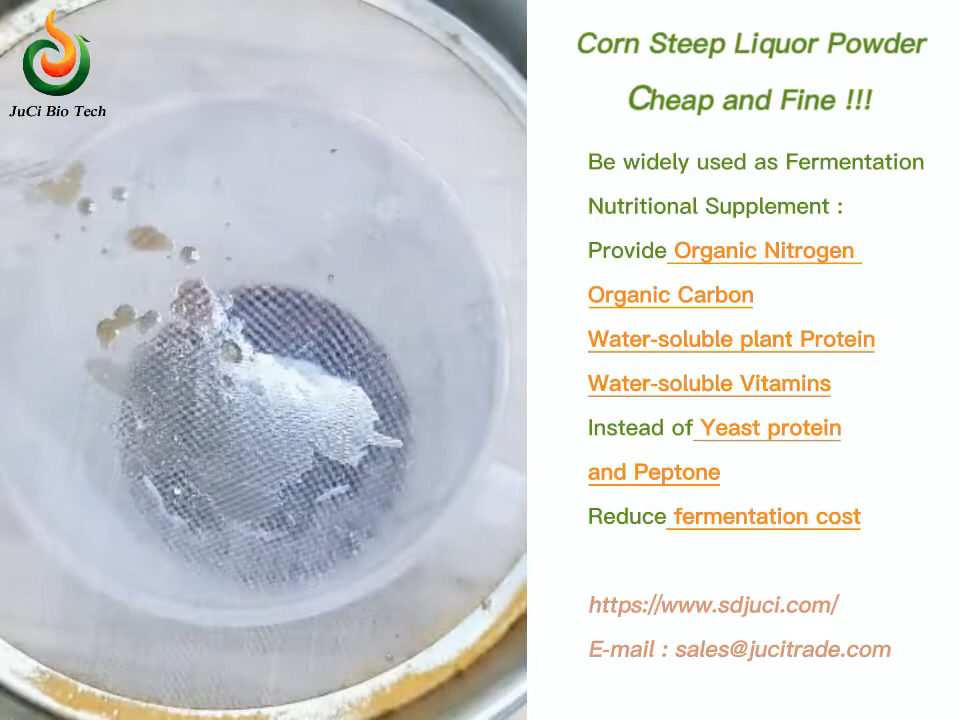 JuCi Bio Tech
Corn Steep Liquor Powder
Cheap and Fine !!!
Be widely used as Fermentation
Nutritional Supplement :
Provide Organic Nitrogen
Organic Carbon
Water-soluble plant Protein
Water-soluble Vitamins
Instead of Yeast protein
and Peptone
Reduce fermentation cost
https://www.sdjuci.com/
E-mail : sales@jucitrade.com